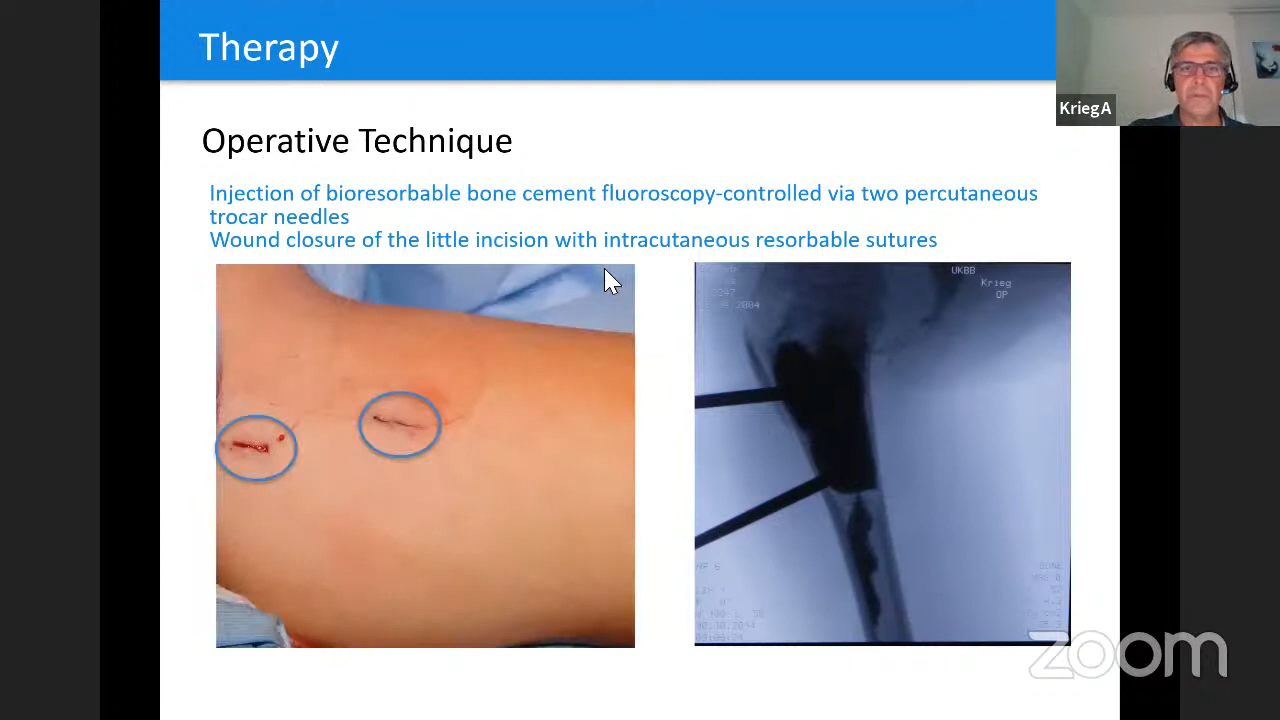 Therapy
KriegA
Operative Technique
Injection of bioresorbable bone cement fluoroscopy-controlled via two percutaneous
trocar needles
Wound closure of the little incision with intracutaneous resorbable sutures
UKBB
Krieg
OP
2004
zoom